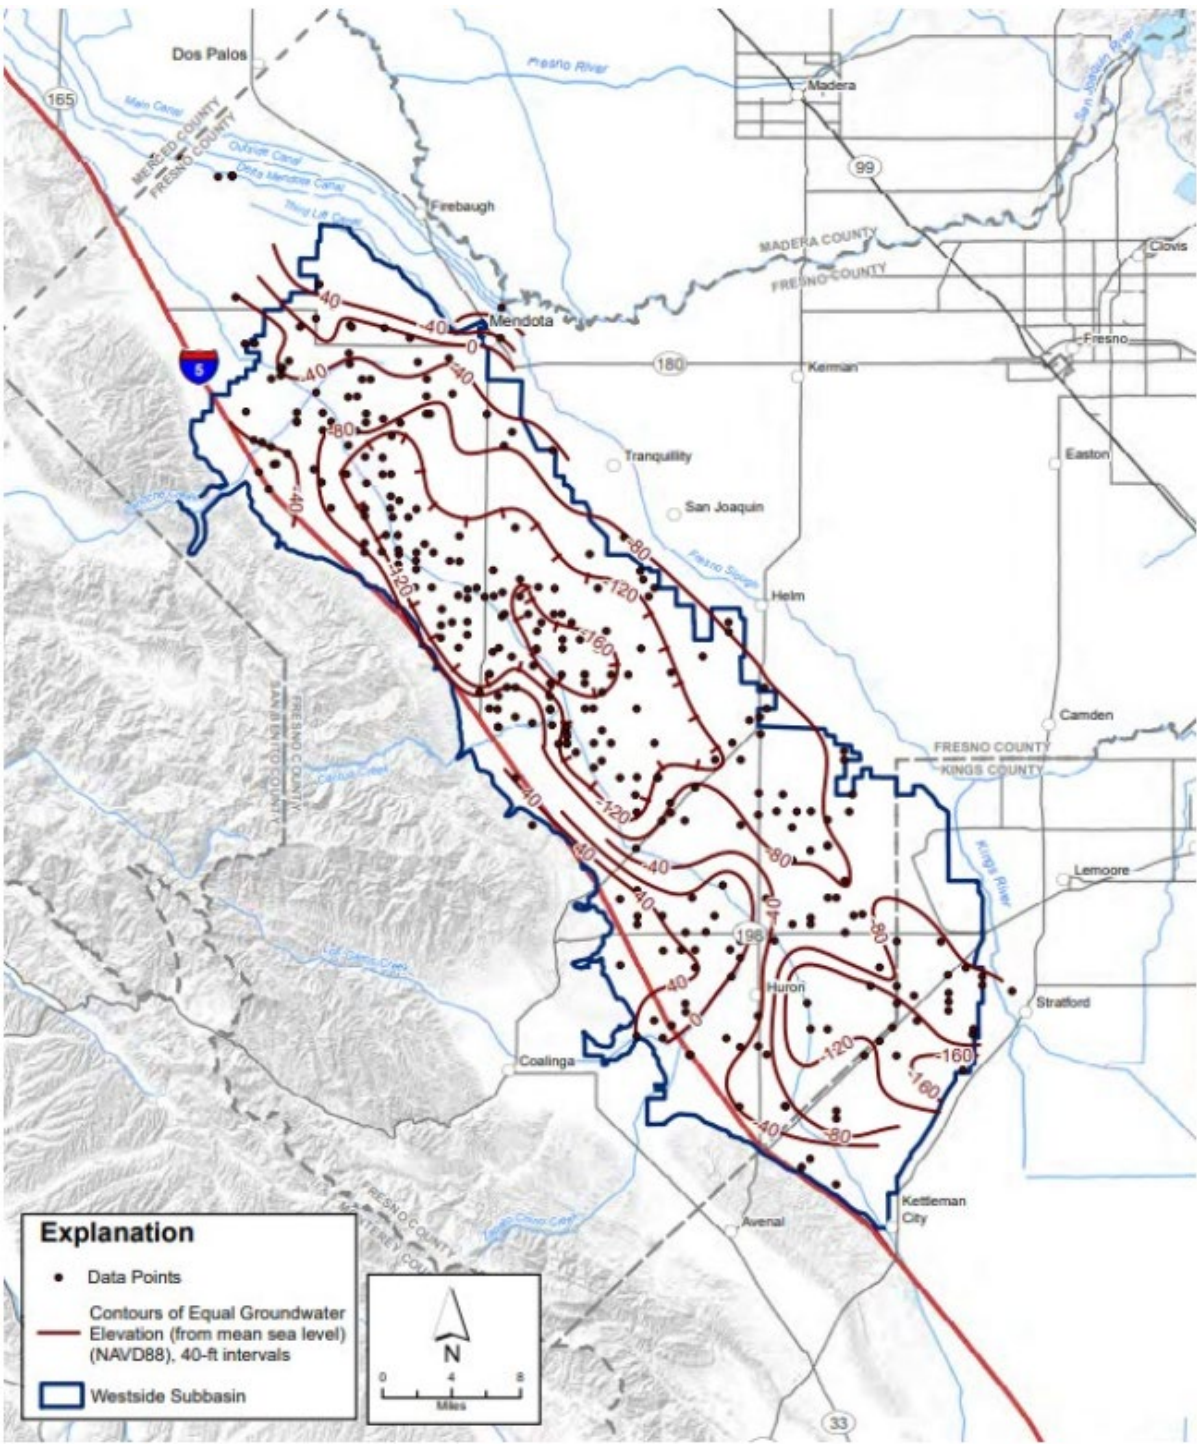 Dos Palos
Fresno River
San Joaquin River
Madera
165
Main Canal
MERCED COUNTY
FRESNO COUNTY
Outside Canal
Delta Mendota Canal
99
Third Lift Canal
Firebaugh
MADERA COUNTY
FRESNO COUNTY
Clovis
40
-40
Mendota
0
Fresno
5
-40
-40
180
Kerman
-80
Tranquillity
Easton
-40
San Joaquin
-80
Fresno Slough
-120
-120
Helm
-160
SAN BENITO COUNTY
FRESNO COUNTY
Camden
FRESNO COUNTY
KINGS COUNTY
Cantua Creek
-40
-120
40
-40
-80
Kings River
Lemoore
40
-40
-80
198
Los Gatos Creek
40
Huron
0
Stratford
-120
-160
Coalinga
-160
-40
-80
FRESNO COUNTY
Kettleman
City
Avenal
Explanation
Data Points
Contours of Equal Groundwater
Elevation (from mean sea level)
(NAVD88), 40-ft intervals
Westside Subbasin
N
0 4 8
Miles
33